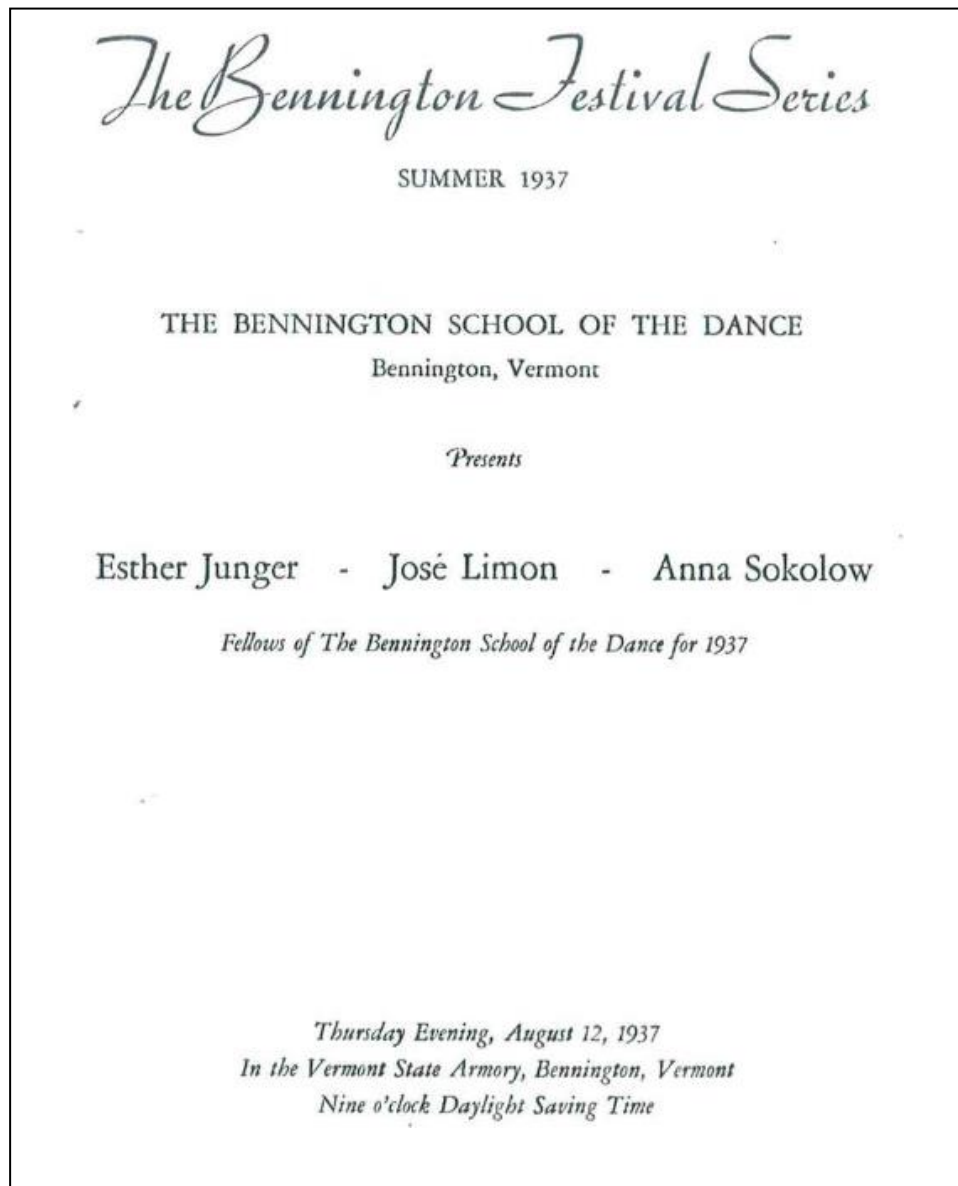 The Bennington Festival Series
SUMMER 1937
THE BENNINGTON SCHOOL OF THE DANCE
Bennington, Vermont
Presents
Esther Junger - José Limon - Anna Sokolow
Fellows of The Bennington School of the Dance for 1937
Thursday Evening, August 12, 1937
In the Vermont State Armory, Bennington, Vermont
Nine o'clock Daylight Saving Time